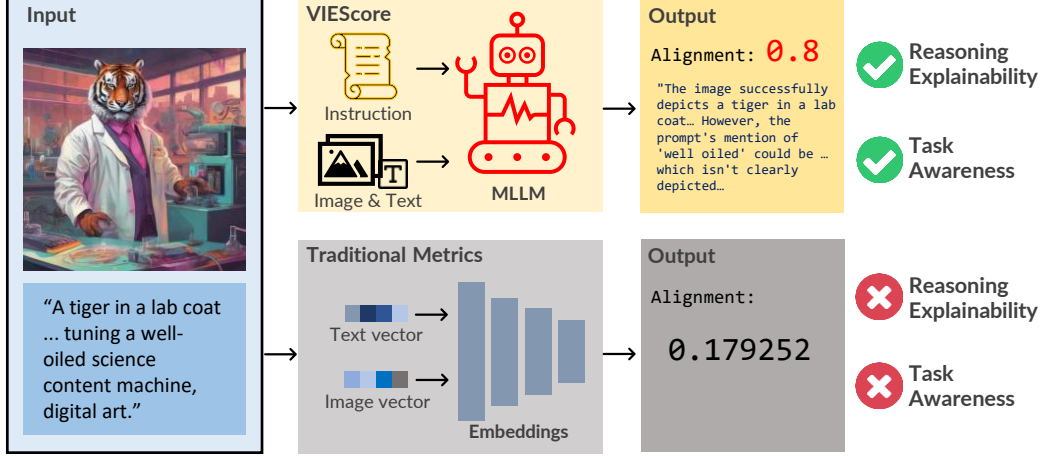 Input
"A tiger in a lab coat
... tuning a well-
oiled science
content machine,
digital art."
VIEScore
Instruction
Image & Text
T
MLLM
Output
Alignment: 0.8
"The image successfully
depicts a tiger in a lab
coat… However, the
prompt's mention of
'well oiled' could be …
which isn't clearly
depicted…
Reasoning
Explainability
Task
Awareness
Traditional Metrics
Text vector
Image vector
Embeddings
Output
Alignment:
0.179252
Reasoning
Explainability
Task
Awareness